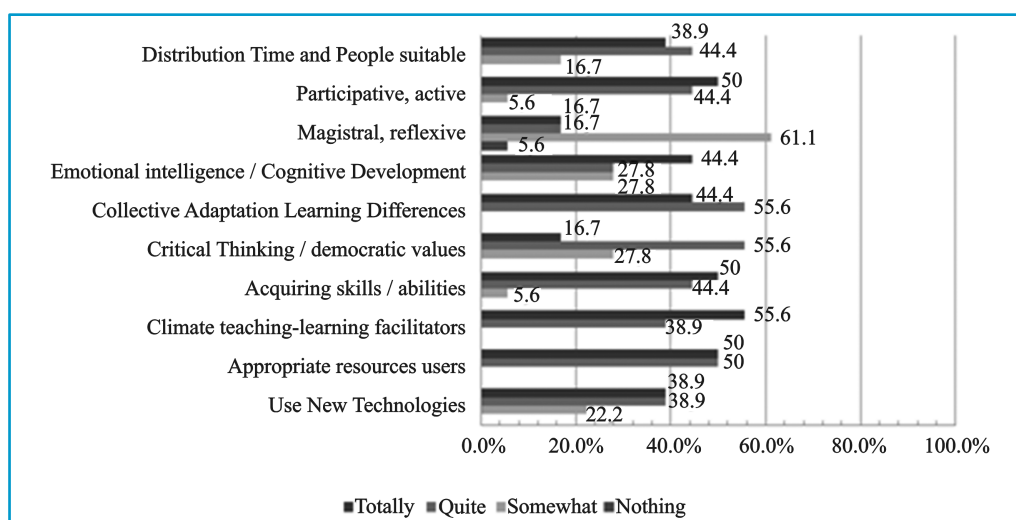 38.9
Distribution Time and People suitable 44.4
16.7
50
Participative, active 44.4
5.6 16.7
16.7
Magistral, reflexive 61.1
5.6
44.4
Emotional intelligence / Cognitive Development 27.8
27.8
44.4
Collective Adaptation Learning Differences 55.6
16.7
Critical Thinking / democratic values 55.6
27.8
50
Acquiring skills / abilities 44.4
5.6
55.6
Climate teaching-learning facilitators 38.9
50
Appropriate resources users 50
38.9
Use New Technologies 38.9
22.2
0.0% 20.0% 40.0% 60.0% 80.0% 100.0%
Totally Quite Somewhat Nothing